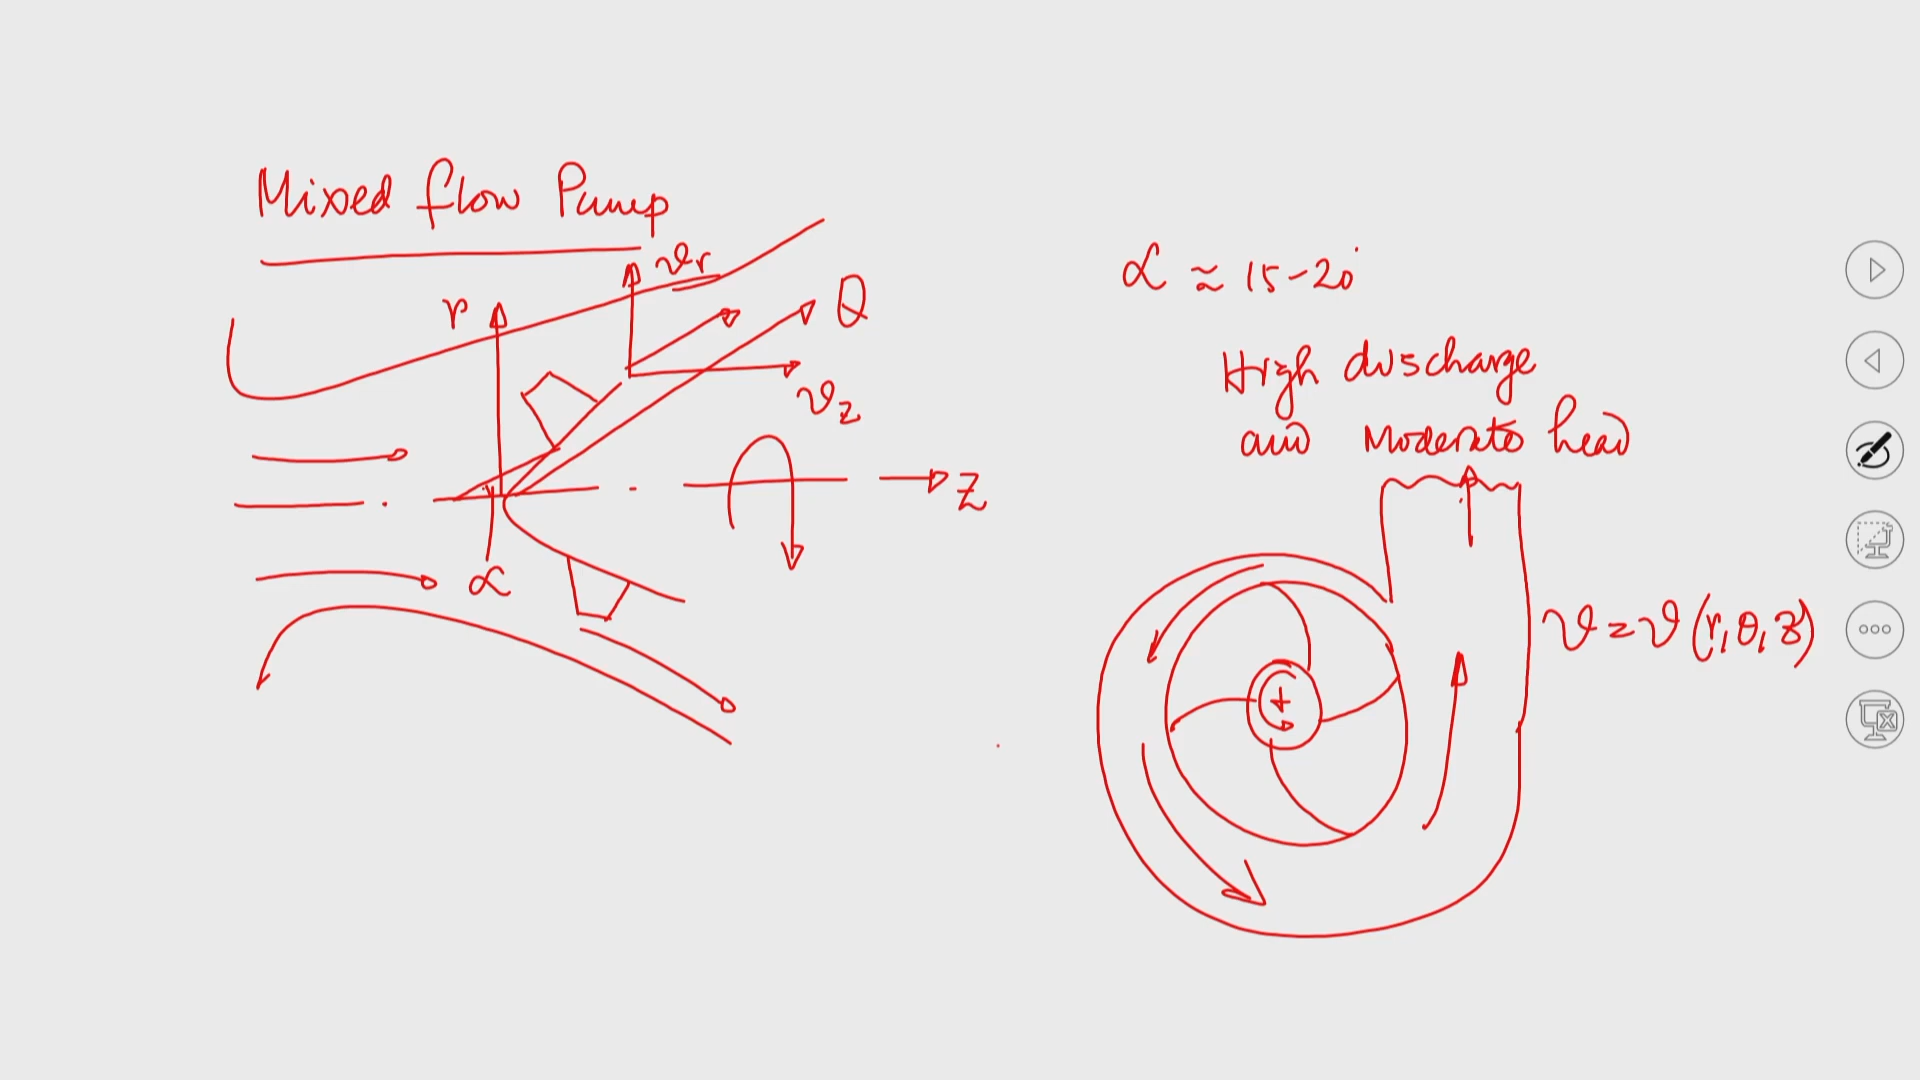 Mixed flow Pump
vr
r
Q
vz
z
α
α ≈ 15-20°
High discharge
and Moderate head
v = v(r, θ, z)
+